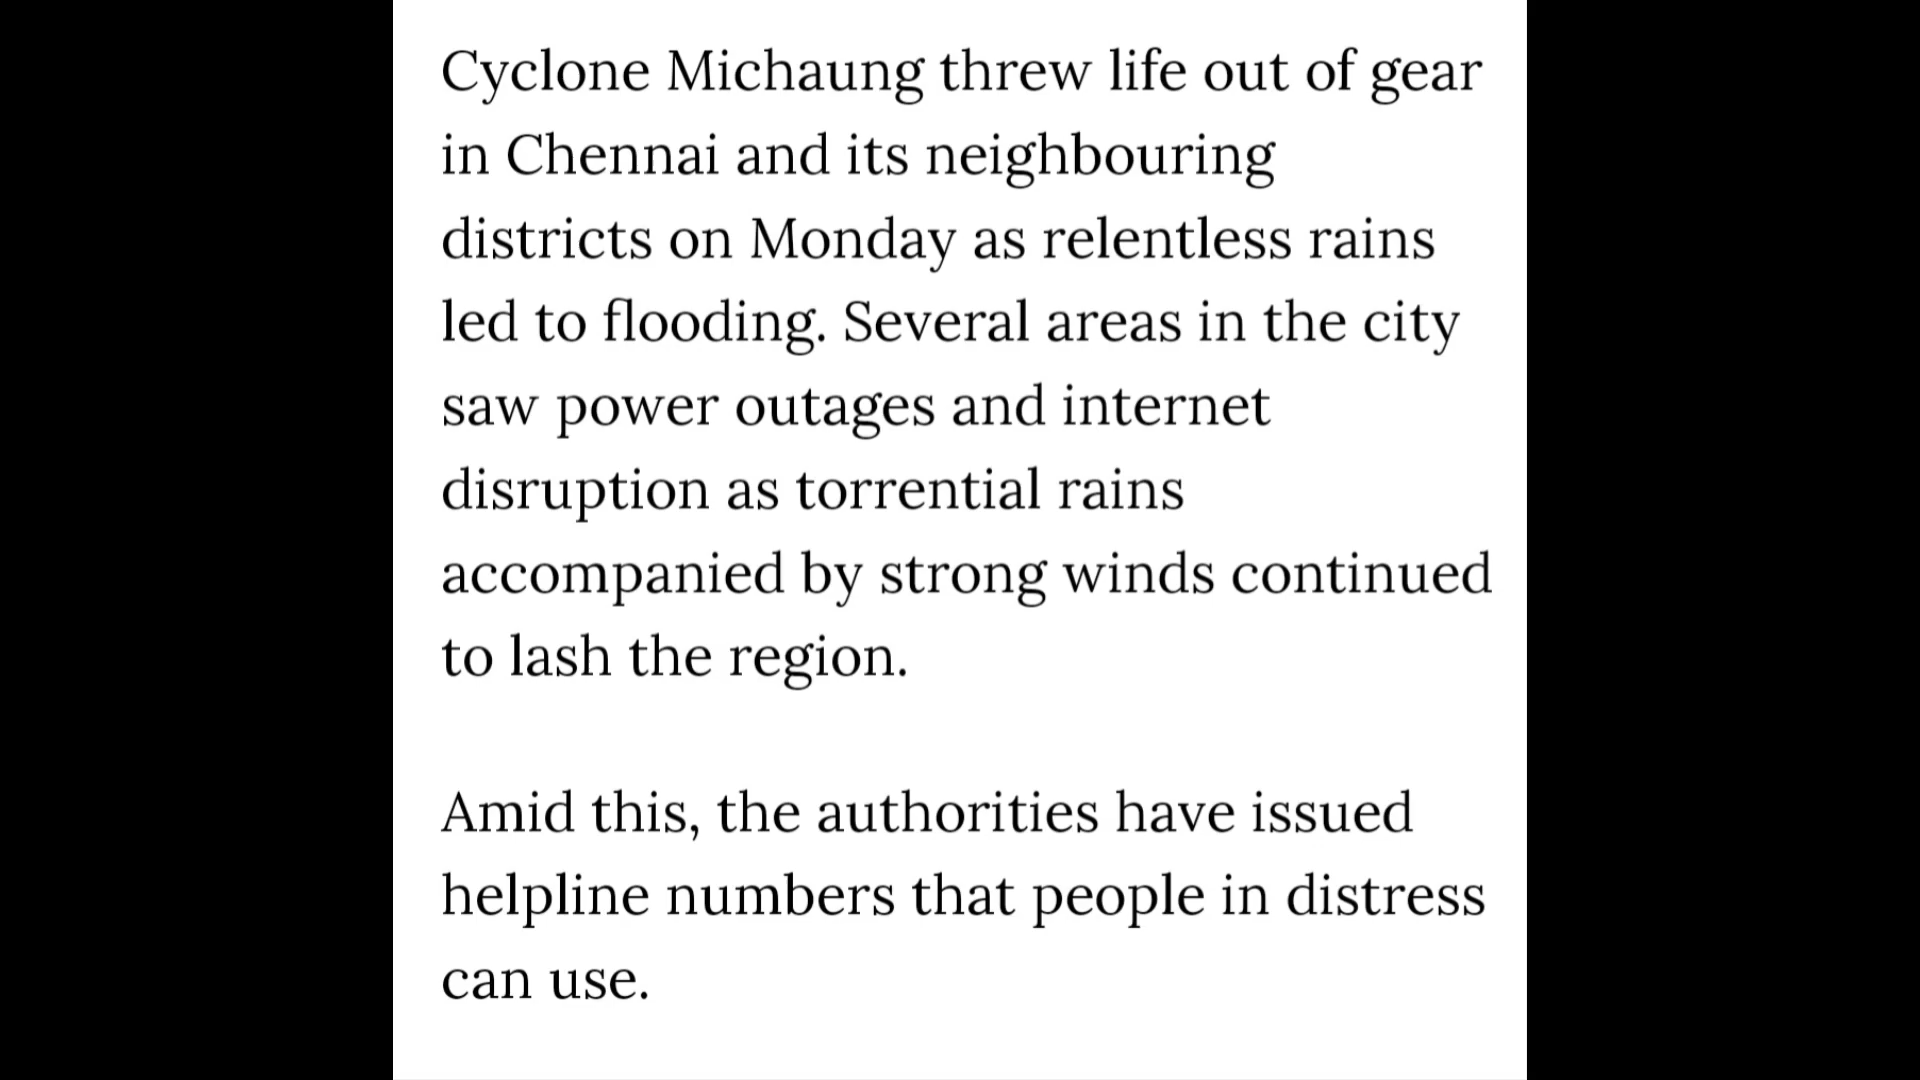 Cyclone Michaung threw life out of gear
in Chennai and its neighbouring
districts on Monday as relentless rains
led to flooding. Several areas in the city
saw power outages and internet
disruption as torrential rains
accompanied by strong winds continued
to lash the region.
Amid this, the authorities have issued
helpline numbers that people in distress
can use.